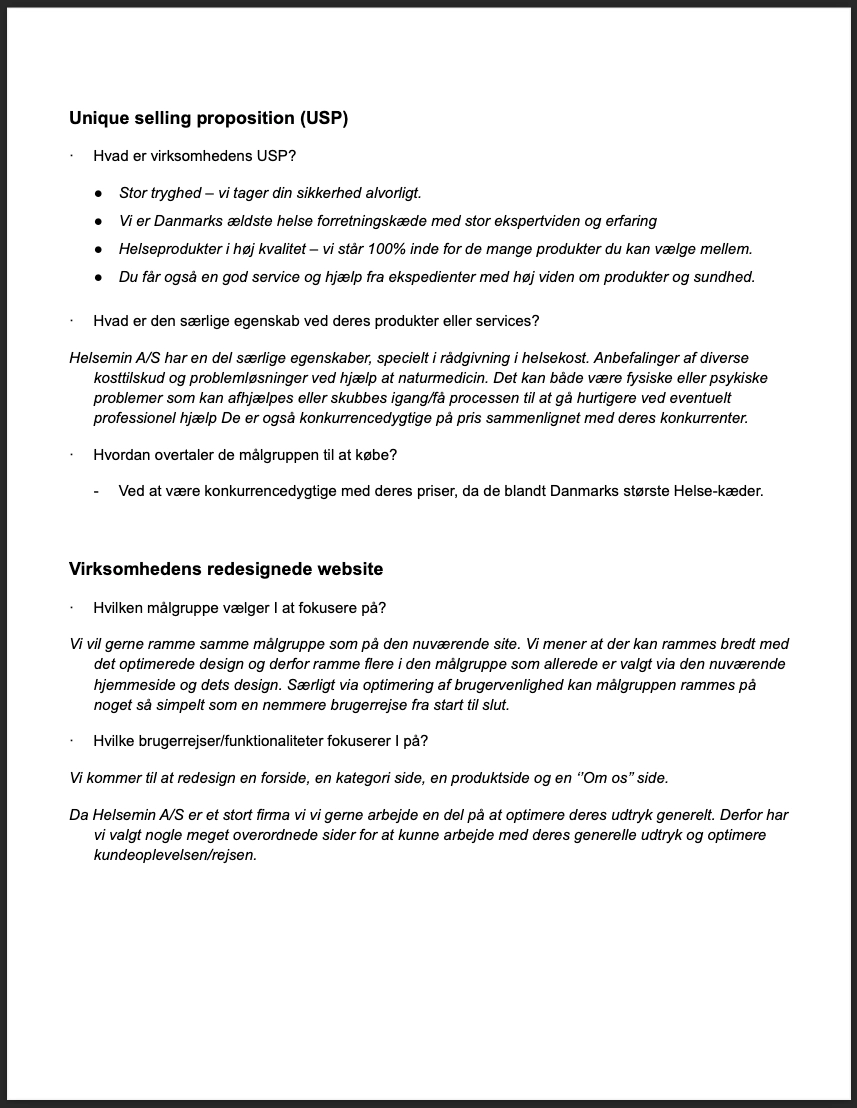 Unique selling proposition (USP)
· Hvad er virksomhedens USP?
● Stor tryghed – vi tager din sikkerhed alvorligt.
● Vi er Danmarks ældste helse forretningskæde med stor ekspertviden og erfaring
● Helseprodukter i høj kvalitet – vi står 100% inde for de mange produkter du kan vælge mellem.
● Du får også en god service og hjælp fra ekspedienter med høj viden om produkter og sundhed.
· Hvad er den særlige egenskab ved deres produkter eller services?
Helsemin A/S har en del særlige egenskaber, specielt i rådgivning i helsekost. Anbefalinger af diverse
kosttilskud og problemløsninger ved hjælp at naturmedicin. Det kan både være fysiske eller psykiske
problemer som kan afhjælpes eller skubbes igang/få processen til at gå hurtigere ved eventuelt
professionel hjælp De er også konkurrencedygtige på pris sammenlignet med deres konkurrenter.
· Hvordan overtaler de målgruppen til at købe?
- Ved at være konkurrencedygtige med deres priser, da de blandt Danmarks største Helse-kæder.
Virksomhedens redesignede website
· Hvilken målgruppe vælger I at fokusere på?
Vi vil gerne ramme samme målgruppe som på den nuværende site. Vi mener at der kan rammes bredt med
det optimerede design og derfor ramme flere i den målgruppe som allerede er valgt via den nuværende
hjemmeside og dets design. Særligt via optimering af brugervenlighed kan målgruppen rammes på
noget så simpelt som en nemmere brugerrejse fra start til slut.
· Hvilke brugerrejser/funktionaliteter fokuserer I på?
Vi kommer til at redesign en forside, en kategori side, en produktside og en ‘’Om os” side.
Da Helsemin A/S er et stort firma vi vi gerne arbejde en del på at optimere deres udtryk generelt. Derfor har
vi valgt nogle meget overordnede sider for at kunne arbejde med deres generelle udtryk og optimere
kundeoplevelsen/rejsen.